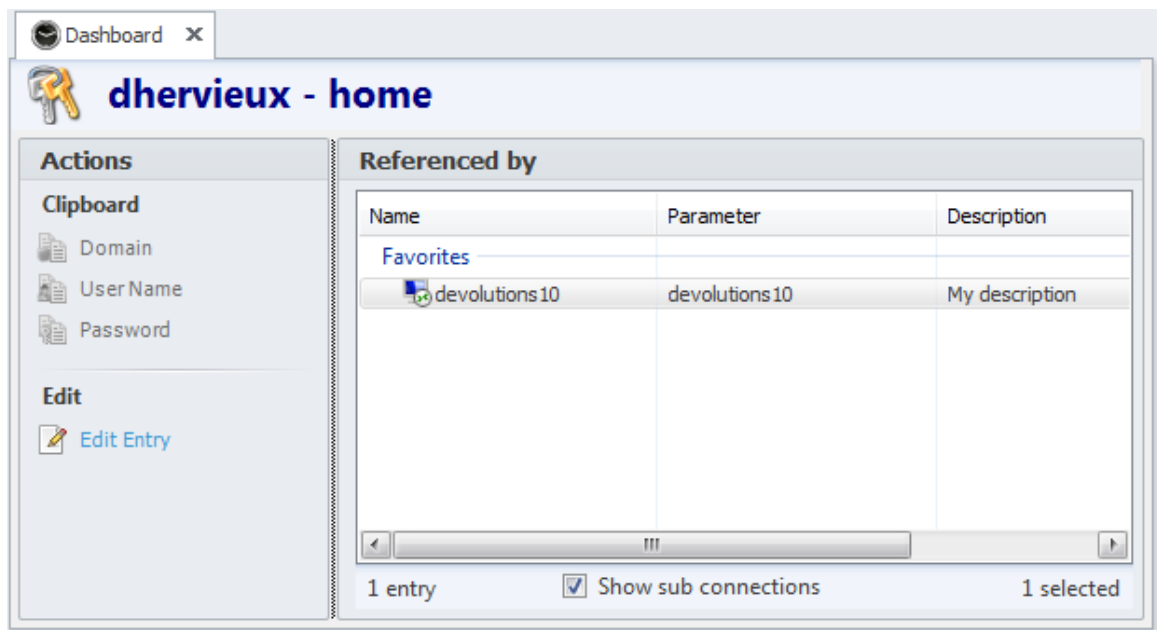 Dashboard
dhervieux - home
Actions
Clipboard
Domain
User Name
Password
Edit
Edit Entry
Referenced by
Name Parameter Description
Favorites
devolutions10 devolutions10 My description
1 entry Show sub connections 1 selected